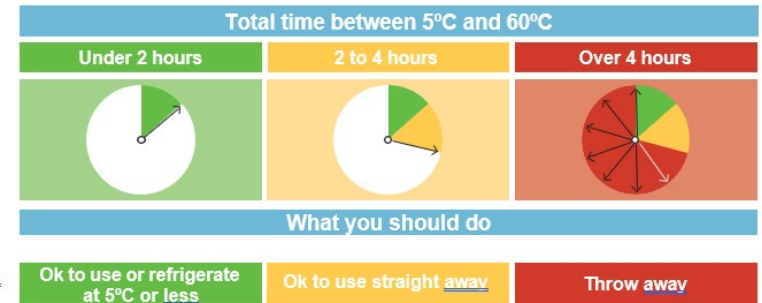 Total time between 5ºC and 60ºC
Under 2 hours
2 to 4 hours
Over 4 hours
What you should do
Ok to use or refrigerate
at 5ºC or less
Ok to use straight away
Throw away